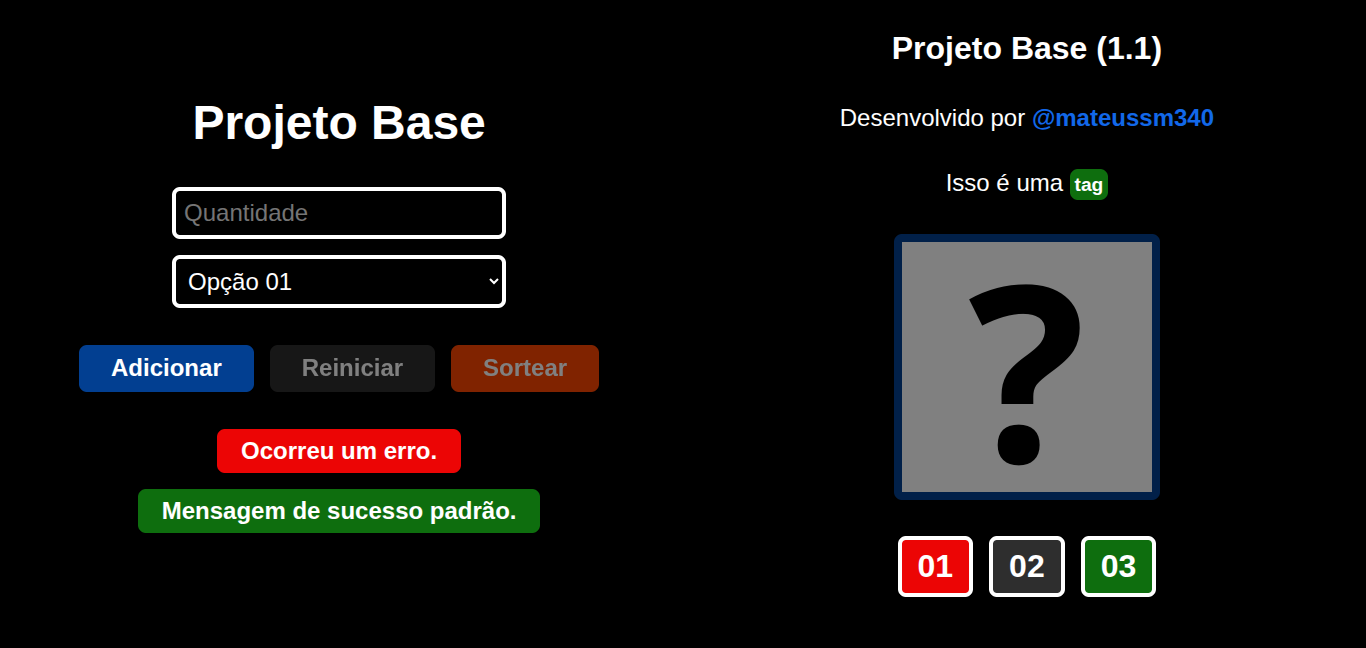 Projeto Base
Quantidade
Opção 01
Adicionar Reiniciar Sortear
Ocorreu um erro.
Mensagem de sucesso padrão.
Projeto Base (1.1)
Desenvolvido por @mateussm340
Isso é uma tag
?
01 02 03